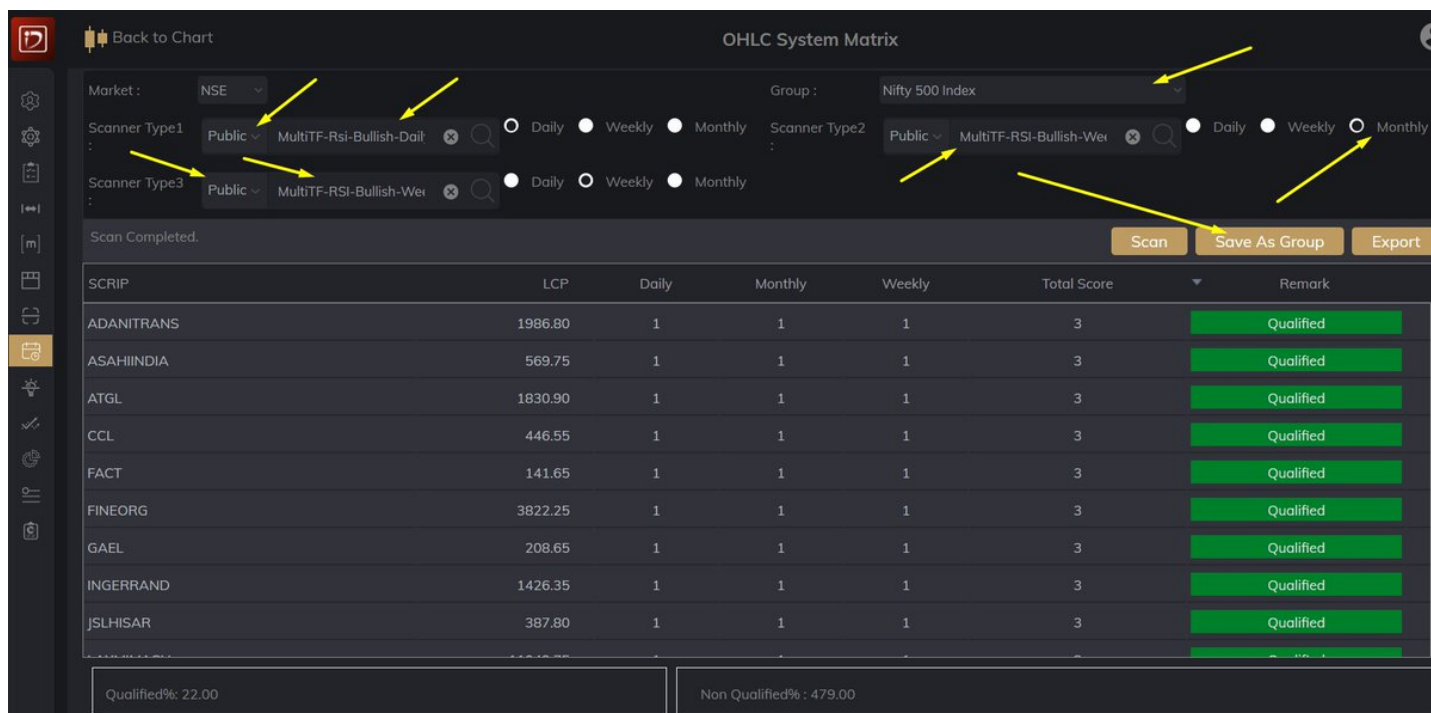 Back to Chart
OHLC System Matrix
Market : NSE Group : Nifty 500 Index
Scanner Type1 : Public MultiTF-Rsi-Bullish-Dail Daily Weekly Monthly Scanner Type2 : Public MultiTF-RSI-Bullish-Wee Daily Weekly Monthly
Scanner Type3 : Public MultiTF-RSI-Bullish-Wee Daily Weekly Monthly
Scan Completed. Scan Save As Group Export
SCRIP LCP Daily Monthly Weekly Total Score Remark
ADANITRANS 1986.80 1 1 1 3 Qualified
ASAHIINDIA 569.75 1 1 1 3 Qualified
ATGL 1830.90 1 1 1 3 Qualified
CCL 446.55 1 1 1 3 Qualified
FACT 141.65 1 1 1 3 Qualified
FINEORG 3822.25 1 1 1 3 Qualified
GAEL 208.65 1 1 1 3 Qualified
INGERRAND 1426.35 1 1 1 3 Qualified
JSLHISAR 387.80 1 1 1 3 Qualified
Qualified%: 22.00 Non Qualified% : 479.00